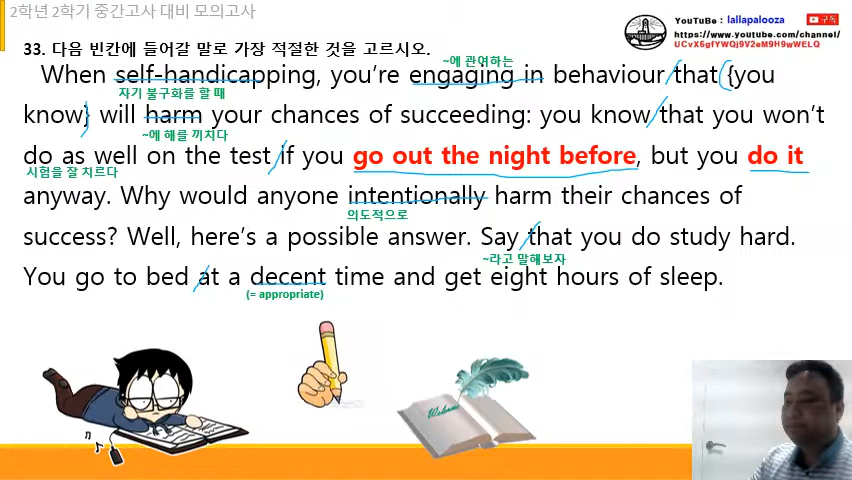 2학년 2학기 중간고사 대비 모의고사
YouTuBe : lallapalooza 구독
https://www.youtube.com/channel/
UCvX6gfYWQj9V2eM9H9wWELQ
33. 다음 빈칸에 들어갈 말로 가장 적절한 것을 고르시오.
~에 관여하는
When self-handicapping, you're engaging in behaviour that {you
자기 불구화를 할 때
know} will harm your chances of succeeding: you know that you won't
~에 해를 끼치다
do as well on the test if you go out the night before, but you do it
시험을 잘 치르다
anyway. Why would anyone intentionally harm their chances of
의도적으로
success? Well, here's a possible answer. Say that you do study hard.
~라고 말해보자
You go to bed at a decent time and get eight hours of sleep.
(= appropriate)
Welcome